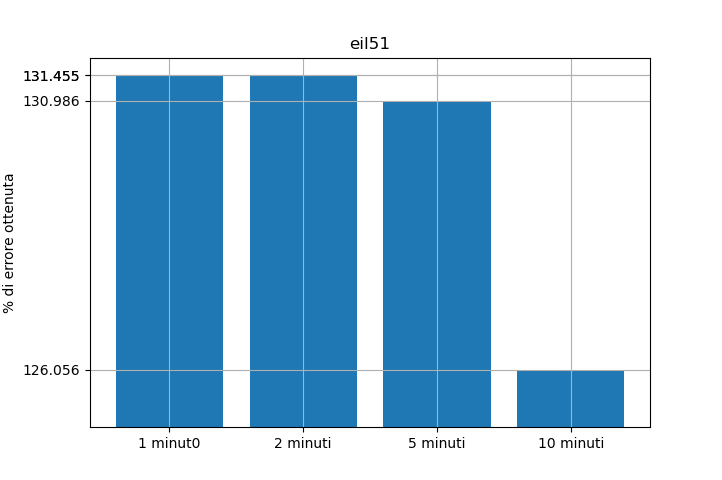 eil51
% di errore ottenuta
131.455
130.986
126.056
1 minut0
2 minuti
5 minuti
10 minuti